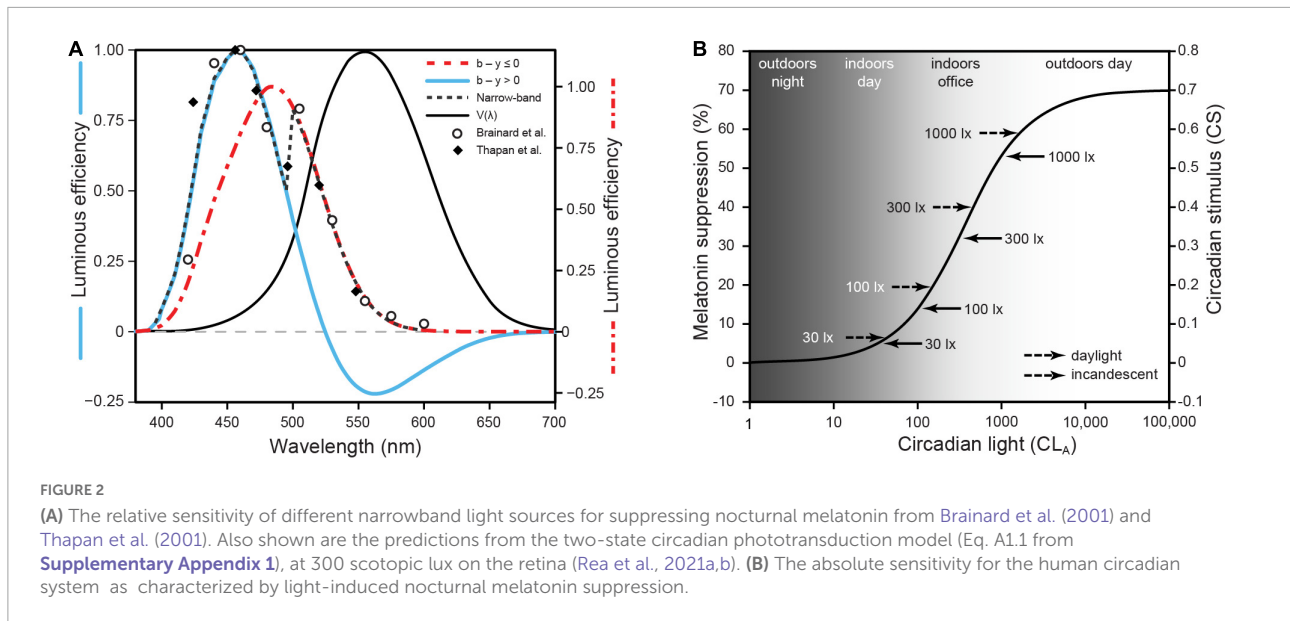 A
1.00
0.75
0.50
0.25
0
−0.25
Luminous efficiency
b – y ≤ 0
b – y > 0
Narrow-band
V(λ)
Brainard et al.
Thapan et al.
1.00
0.75
0.50
0.25
0
−0.25
Luminous efficiency
400 450 500 550 600 650 700
Wavelength (nm)
B
80
70
60
50
40
30
20
10
0
-10
Melatonin suppression (%)
outdoors
night
indoors
day
indoors
office
outdoors day
1000 lx
1000 lx
300 lx
300 lx
100 lx
100 lx
30 lx
30 lx
daylight
incandescent
0.8
0.7
0.6
0.5
0.4
0.3
0.2
0.1
0
-0.1
Circadian stimulus (CS)
1 10 100 1000 10,000 100,000
Circadian light (CLA)
FIGURE 2
(A) The relative sensitivity of different narrowband light sources for suppressing nocturnal melatonin from Brainard et al. (2001) and
Thapan et al. (2001). Also shown are the predictions from the two-state circadian phototransduction model (Eq. A1.1 from
Supplementary Appendix 1), at 300 scotopic lux on the retina (Rea et al., 2021a,b). (B) The absolute sensitivity for the human circadian
system as characterized by light-induced nocturnal melatonin suppression.